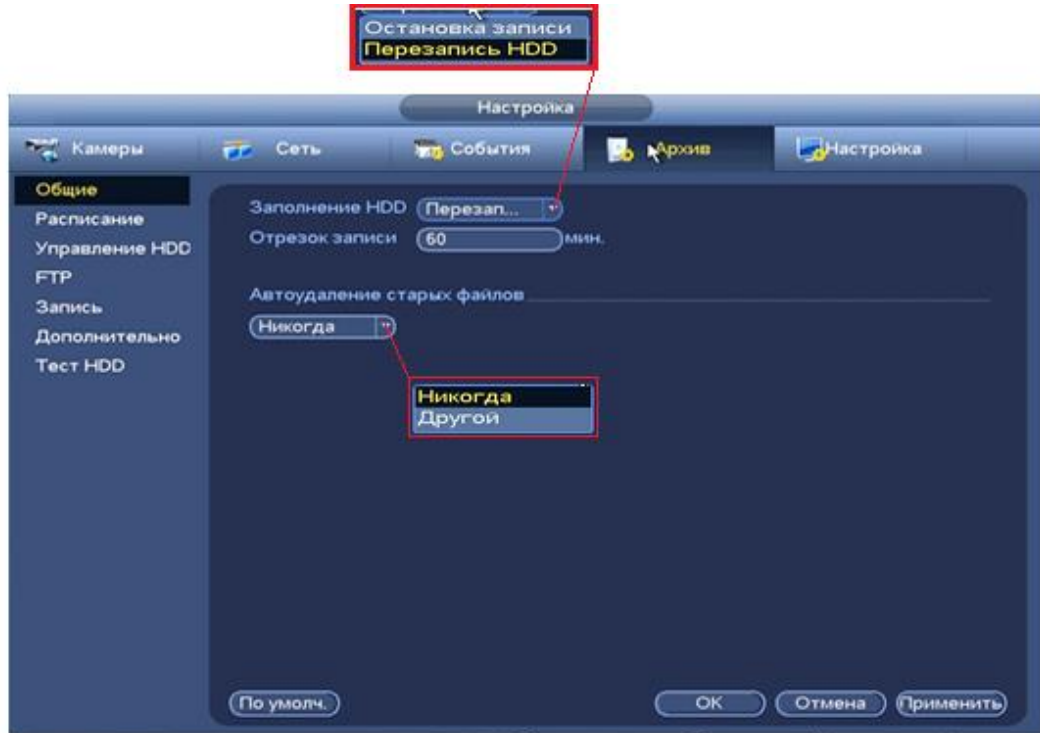 Остановка записи
Перезапись HDD
Настройка
Камеры
Сеть
События
Архив
Настройка
Общие
Расписание
Управление HDD
FTP
Запись
Дополнительно
Тест HDD
Заполнение HDD Перезап...
Отрезок записи 60 мин.
Автоудаление старых файлов
Никогда
Никогда
Другой
По умолч.
OK
Отмена
Применить